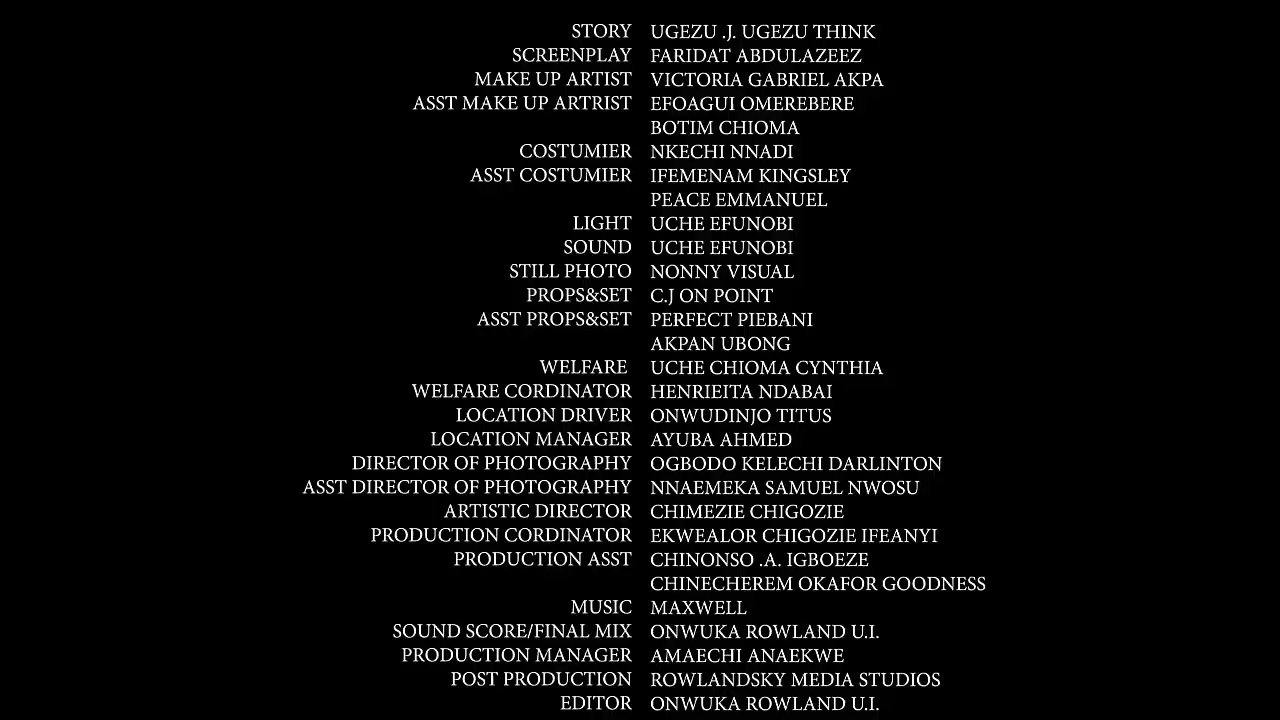 STORY UGEZU .J. UGEZU THINK
SCREENPLAY FARIDAT ABDULAZEEZ
MAKE UP ARTIST VICTORIA GABRIEL AKPA
ASST MAKE UP ARTRIST EFOAGUI OMEREBERE
BOTIM CHIOMA
COSTUMIER NKECHI NNADI
ASST COSTUMIER IFEMENAM KINGSLEY
PEACE EMMANUEL
LIGHT UCHE EFUNOBI
SOUND UCHE EFUNOBI
STILL PHOTO NONNY VISUAL
PROPS&SET C.J ON POINT
ASST PROPS&SET PERFECT PIEBANI
AKPAN UBONG
WELFARE UCHE CHIOMA CYNTHIA
WELFARE CORDINATOR HENRIEITA NDABAI
LOCATION DRIVER ONWUDINJO TITUS
LOCATION MANAGER AYUBA AHMED
DIRECTOR OF PHOTOGRAPHY OGBODO KELECHI DARLINTON
ASST DIRECTOR OF PHOTOGRAPHY NNAEMEKA SAMUEL NWOSU
ARTISTIC DIRECTOR CHIMEZIE CHIGOZIE
PRODUCTION CORDINATOR EKWEALOR CHIGOZIE IFEANYI
PRODUCTION ASST CHINONSO .A. IGBOEZE
CHINECHEREM OKAFOR GOODNESS
MUSIC MAXWELL
SOUND SCORE/FINAL MIX ONWUKA ROWLAND U.I.
PRODUCTION MANAGER AMAECHI ANAEKWE
POST PRODUCTION ROWLANDSKY MEDIA STUDIOS
EDITOR ONWUKA ROWLAND U.I.